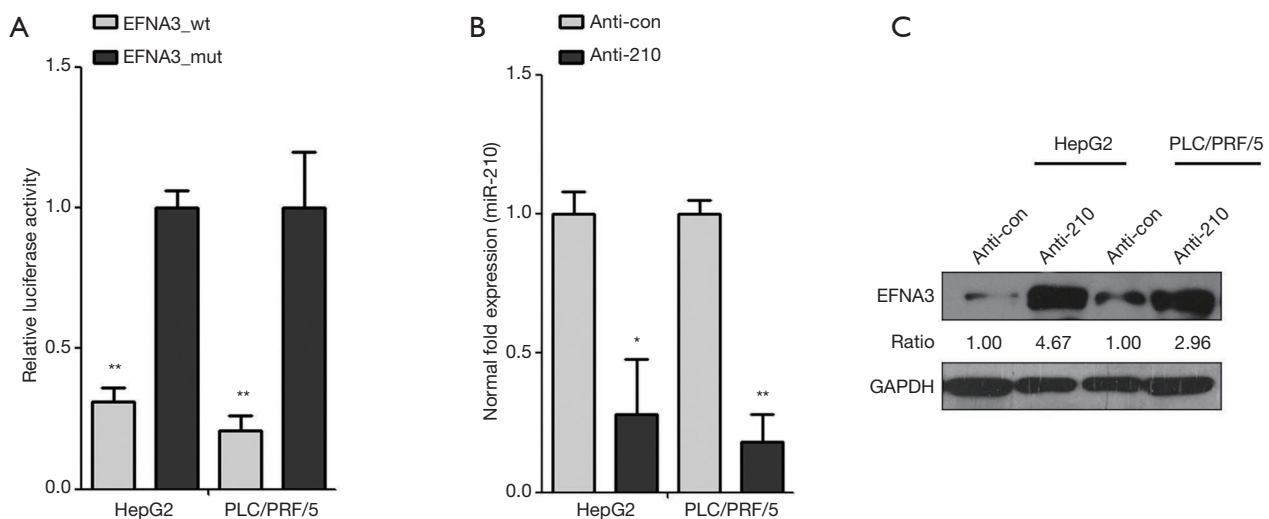 A
EFNA3_wt
EFNA3_mut
Relative luciferase activity
1.5
1.0
0.5
0.0
**
**
HepG2
PLC/PRF/5
B
Anti-con
Anti-210
Normal fold expression (miR-210)
1.5
1.0
0.5
0.0
*
**
HepG2
PLC/PRF/5
C
HepG2
PLC/PRF/5
Anti-con
Anti-210
Anti-con
Anti-210
EFNA3
Ratio 1.00 4.67 1.00 2.96
GAPDH